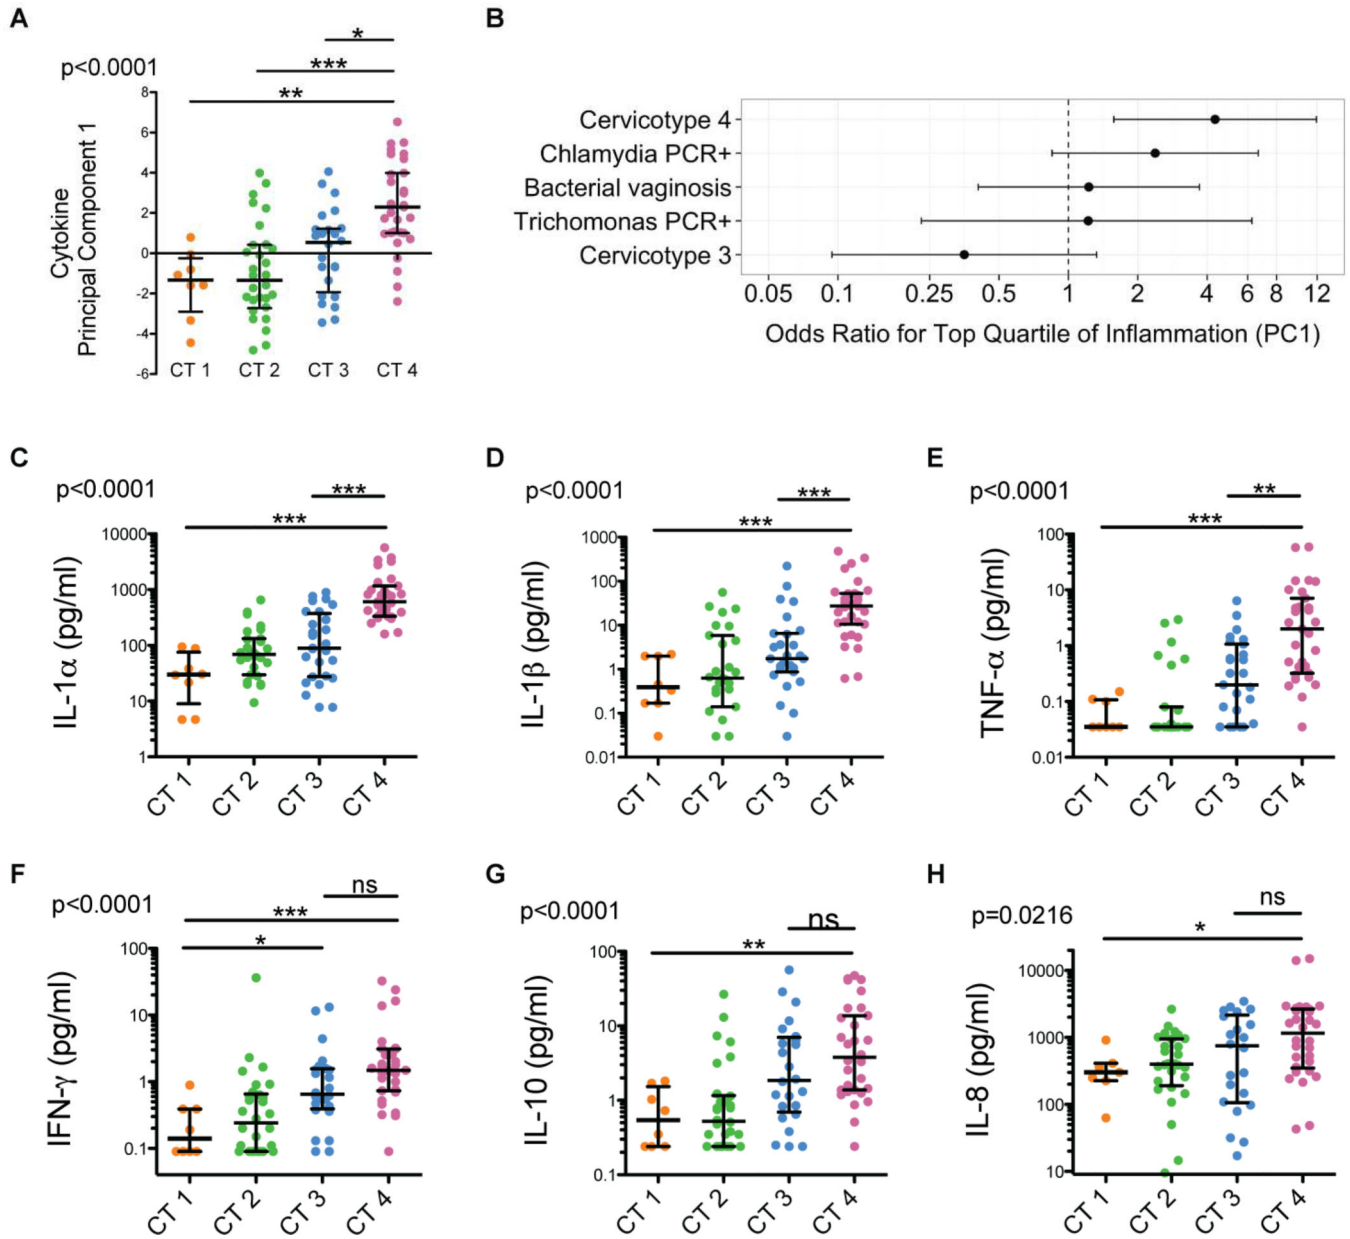 A
B
*
p<0.0001
***
**
8
6
4
2
0
-2
-4
-6
Cytokine
Principal Component 1
CT 1 CT 2 CT 3 CT 4
Cervicotype 4
Chlamydia PCR+
Bacterial vaginosis
Trichomonas PCR+
Cervicotype 3
0.05 0.1 0.25 0.5 1 2 4 6 8 12
Odds Ratio for Top Quartile of Inflammation (PC1)
C
p<0.0001
***
***
10000
1000
100
10
1
IL-1α (pg/ml)
CT 1 CT 2 CT 3 CT 4
D
p<0.0001
***
***
1000
100
10
1
0.1
0.01
IL-1β (pg/ml)
CT 1 CT 2 CT 3 CT 4
E
p<0.0001
**
***
100
10
1
0.1
0.01
TNF-α (pg/ml)
CT 1 CT 2 CT 3 CT 4
F
p<0.0001
ns
***
*
100
10
1
0.1
IFN-γ (pg/ml)
CT 1 CT 2 CT 3 CT 4
G
p<0.0001
ns
**
100
10
1
0.1
IL-10 (pg/ml)
CT 1 CT 2 CT 3 CT 4
H
p=0.0216
ns
*
10000
1000
100
10
IL-8 (pg/ml)
CT 1 CT 2 CT 3 CT 4